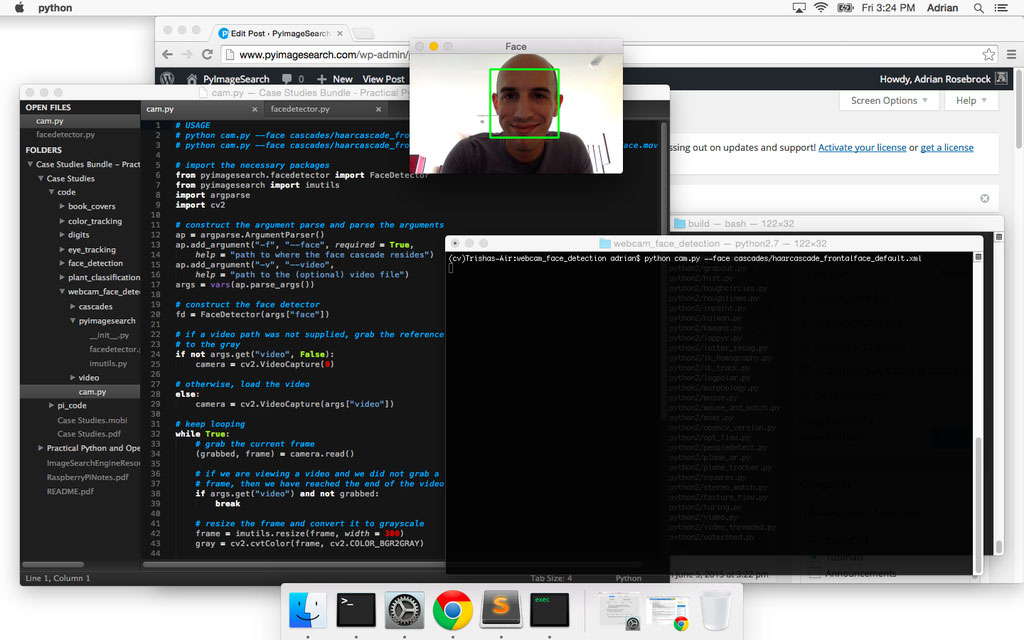 python
Fri 3:24 PM Adrian
Edit Post ‹ PyImageSearch
www.pyimagesearch.com/wp-admin/
PyImageSearch 0 + New View Post
Howdy, Adrian Rosebrock
Screen Options Help
ssing out on updates and support! Activate your license or get a license
Face
cam.py — Case Studies Bundle – Practical Py
OPEN FILES
cam.py
facedetector.py
FOLDERS
Case Studies Bundle – Pract
Case Studies
code
book_covers
color_tracking
digits
eye_tracking
face_detection
plant_classification
webcam_face_dete
cascades
pyimagesearch
__init__.py
facedetector.
imutils.py
video
cam.py
pi_code
Case Studies.mobi
Case Studies.pdf
Practical Python and Ope
ImageSearchEngineResou
RaspberryPiNotes.pdf
README.pdf
cam.py facedetector.py
1 # USAGE
2 # python cam.py --face cascades/haarcascade_fro
3 # python cam.py --face cascades/haarcascade_fro ace.mov
4
5 # import the necessary packages
6 from pyimagesearch.facedetector import FaceDetector
7 from pyimagesearch import imutils
8 import argparse
9 import cv2
10
11 # construct the argument parse and parse the arguments
12 ap = argparse.ArgumentParser()
13 ap.add_argument("-f", "--face", required = True,
14 help = "path to where the face cascade resides")
15 ap.add_argument("-v", "--video",
16 help = "path to the (optional) video file")
17 args = vars(ap.parse_args())
18
19 # construct the face detector
20 fd = FaceDetector(args["face"])
21
22 # if a video path was not supplied, grab the reference
23 # to the gray
24 if not args.get("video", False):
25 camera = cv2.VideoCapture(0)
26
27 # otherwise, load the video
28 else:
29 camera = cv2.VideoCapture(args["video"])
30
31 # keep looping
32 while True:
33 # grab the current frame
34 (grabbed, frame) = camera.read()
35
36 # if we are viewing a video and we did not grab a
37 # frame, then we have reached the end of the video
38 if args.get("video") and not grabbed:
39 break
40
41 # resize the frame and convert it to grayscale
42 frame = imutils.resize(frame, width = 300)
43 gray = cv2.cvtColor(frame, cv2.COLOR_BGR2GRAY)
44
Line 1, Column 1 Tab Size: 4 Python
build — bash — 122×32
webcam_face_detection — python2.7 — 122×32
(cv)Trishas-Air:webcam_face_detection adrian$ python cam.py --face cascades/haarcascade_frontalface_default.xml
python2/grabcut.py
python2/hist.py
python2/houghcircles.py
python2/houghlines.py
python2/inpaint.py
python2/kalman.py
python2/kmeans.py
python2/lappyr.py
python2/letter_recog.py
python2/lk_homography.py
python2/lk_track.py
python2/logpolar.py
python2/morphology.py
python2/mosse.py
python2/mouse_and_match.py
python2/mser.py
python2/opencv_version.py
python2/opt_flow.py
python2/peopledetect.py
python2/plane_ar.py
python2/plane_tracker.py
python2/squares.py
python2/stereo_match.py
python2/texture_flow.py
python2/turing.py
python2/video.py
python2/video_threaded.py
python2/watershed.py
June 5, 2015 at 3:22 pm
Tutorials
Announcements
exec